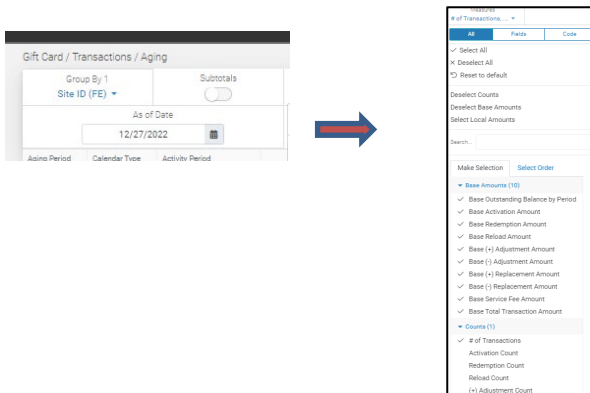 Gift Card / Transactions / Aging
Group By 1
Site ID (FE)
Subtotals
As of Date
12/27/2022
Aging Period Calendar Type Activity Period
Measures
# of Transactions, ...
All Fields Code
Select All
Deselect All
Reset to default
Deselect Counts
Deselect Base Amounts
Select Local Amounts
Search...
Make Selection Select Order
Base Amounts (10)
Base Outstanding Balance by Period
Base Activation Amount
Base Redemption Amount
Base Reload Amount
Base (+) Adjustment Amount
Base (-) Adjustment Amount
Base (+) Replacement Amount
Base (-) Replacement Amount
Base Service Fee Amount
Base Total Transaction Amount
Counts (1)
# of Transactions
Activation Count
Redemption Count
Reload Count
(+) Adjustment Count